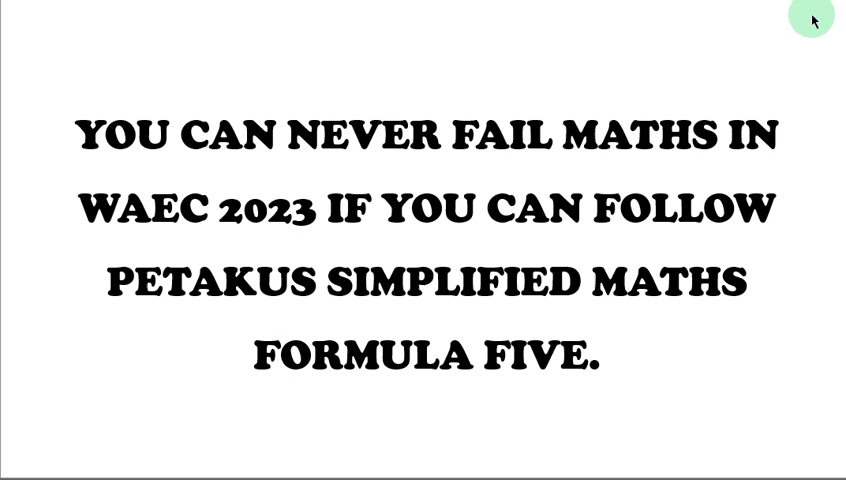 YOU CAN NEVER FAIL MATHS IN
WAEC 2023 IF YOU CAN FOLLOW
PETAKUS SIMPLIFIED MATHS
FORMULA FIVE.